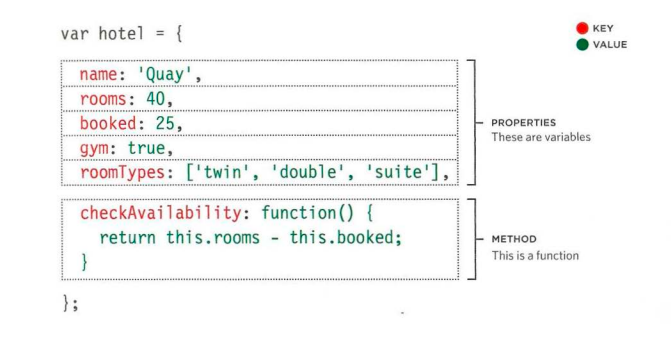 var hotel = {
KEY
VALUE
name: 'Quay',
rooms: 40,
booked: 25,
gym: true,
roomTypes: ['twin', 'double', 'suite'],
PROPERTIES
These are variables
checkAvailability: function() {
return this.rooms - this.booked;
}
METHOD
This is a function
};